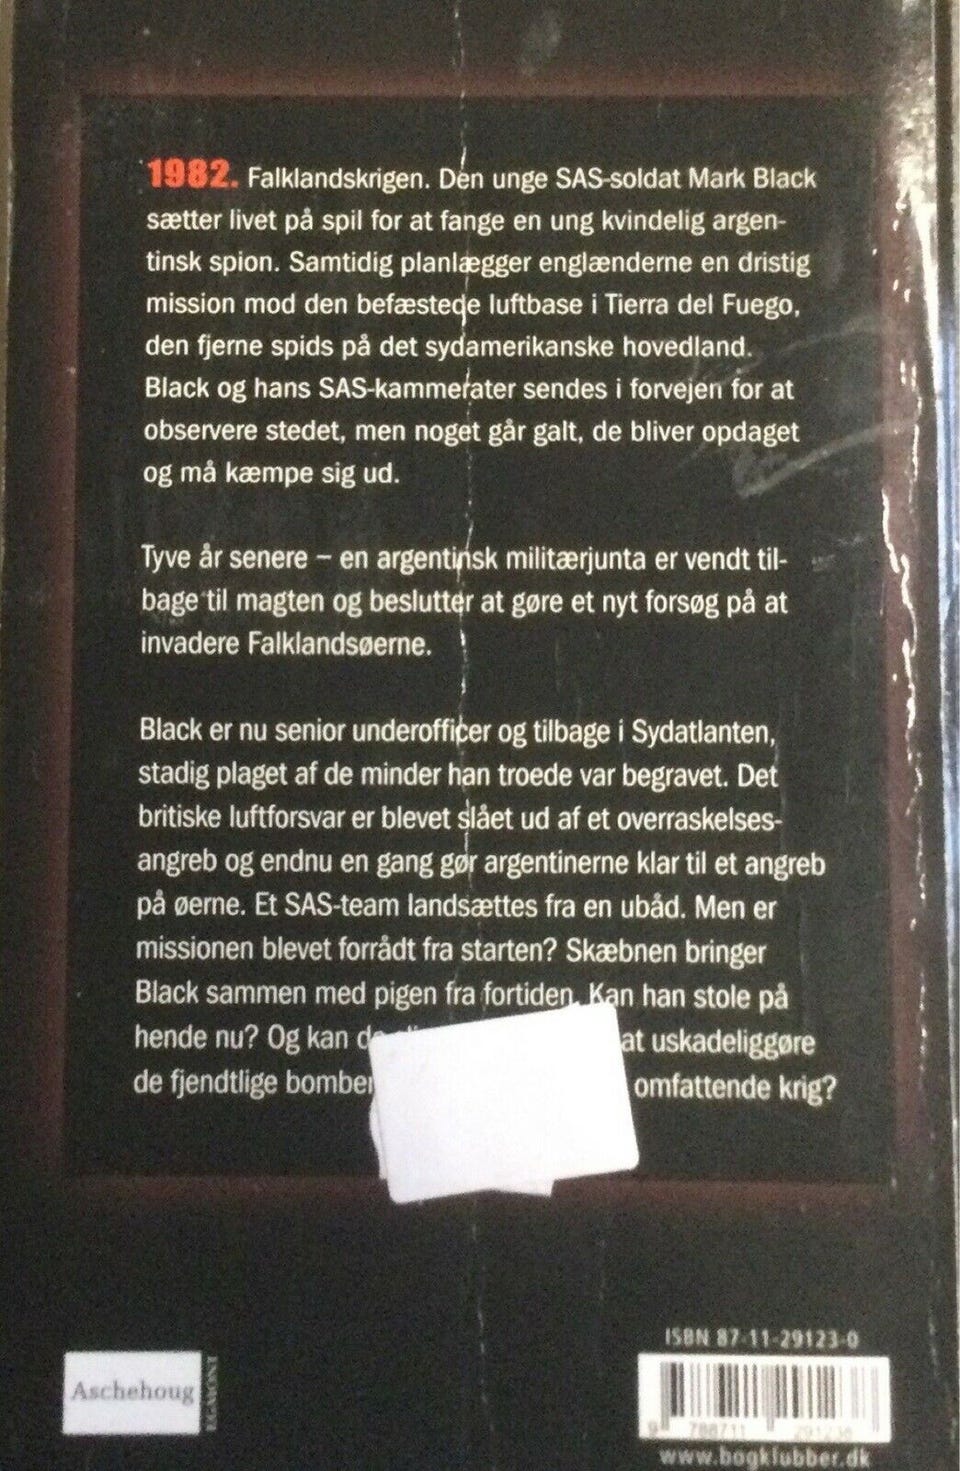 1982. Falklandskrigen. Den unge SAS-soldat Mark Black
sætter livet på spil for at fange en ung kvindelig argen-
tinsk spion. Samtidig planlægger englænderne en dristig
mission mod den befæstede luftbase i Tierra del Fuego,
den fjerne spids på det sydamerikanske hovedland.
Black og hans SAS-kammerater sendes i forvejen for at
observere stedet, men noget går galt, de bliver opdaget
og må kæmpe sig ud.
Tyve år senere – en argentinsk militærjunta er vendt til-
bage til magten og beslutter at gøre et nyt forsøg på at
invadere Falklandsøerne.
Black er nu senior underofficer og tilbage i Sydatlanten,
stadig plaget af de minder han troede var begravet. Det
britiske luftforsvar er blevet slået ud af et overraskelses-
angreb og endnu en gang gør argentinerne klar til et angreb
på øerne. Et SAS-team landsættes fra en ubåd. Men er
missionen blevet forrådt fra starten? Skæbnen bringer
Black sammen med pigen fra fortiden. Kan han stole på
hende nu? Og kan at uskadeliggøre
de fjendtlige omfattende krig?
ISBN 87-11-29123-0
Aschehoug
EGMONT
9 788711 291238
www.bogklubber.dk